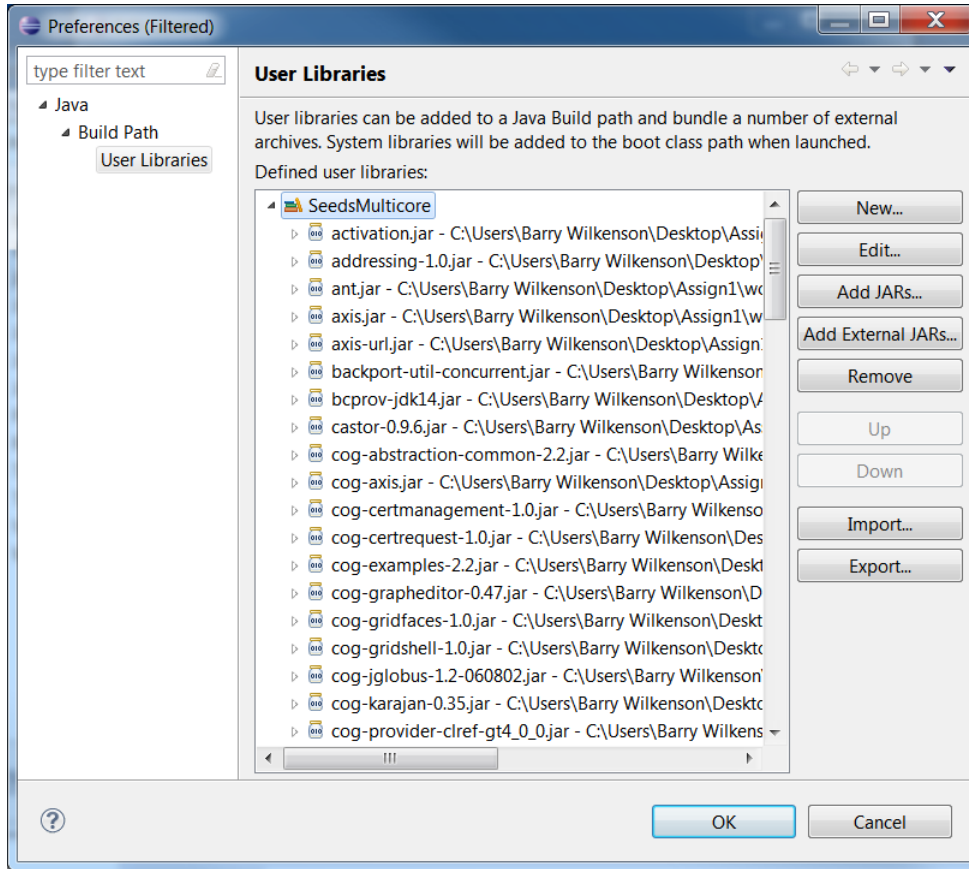 Preferences (Filtered)
type filter text
Java
Build Path
User Libraries
User Libraries
User libraries can be added to a Java Build path and bundle a number of external
archives. System libraries will be added to the boot class path when launched.
Defined user libraries:
SeedsMulticore
activation.jar - C:\Users\Barry Wilkenson\Desktop\Assi
addressing-1.0.jar - C:\Users\Barry Wilkenson\Desktop\
ant.jar - C:\Users\Barry Wilkenson\Desktop\Assign1\wo
axis.jar - C:\Users\Barry Wilkenson\Desktop\Assign1\w
axis-url.jar - C:\Users\Barry Wilkenson\Desktop\Assign1
backport-util-concurrent.jar - C:\Users\Barry Wilkenson
bcprov-jdk14.jar - C:\Users\Barry Wilkenson\Desktop\A
castor-0.9.6.jar - C:\Users\Barry Wilkenson\Desktop\As
cog-abstraction-common-2.2.jar - C:\Users\Barry Wilke
cog-axis.jar - C:\Users\Barry Wilkenson\Desktop\Assig
cog-certmanagement-1.0.jar - C:\Users\Barry Wilkenso
cog-certrequest-1.0.jar - C:\Users\Barry Wilkenson\Des
cog-examples-2.2.jar - C:\Users\Barry Wilkenson\Deskt
cog-grapheditor-0.47.jar - C:\Users\Barry Wilkenson\D
cog-gridfaces-1.0.jar - C:\Users\Barry Wilkenson\Deskt
cog-gridshell-1.0.jar - C:\Users\Barry Wilkenson\Deskto
cog-jglobus-1.2-060802.jar - C:\Users\Barry Wilkenson
cog-karajan-0.35.jar - C:\Users\Barry Wilkenson\Deskto
cog-provider-clref-gt4_0_0.jar - C:\Users\Barry Wilkens
New...
Edit...
Add JARs...
Add External JARs...
Remove
Up
Down
Import...
Export...
OK
Cancel